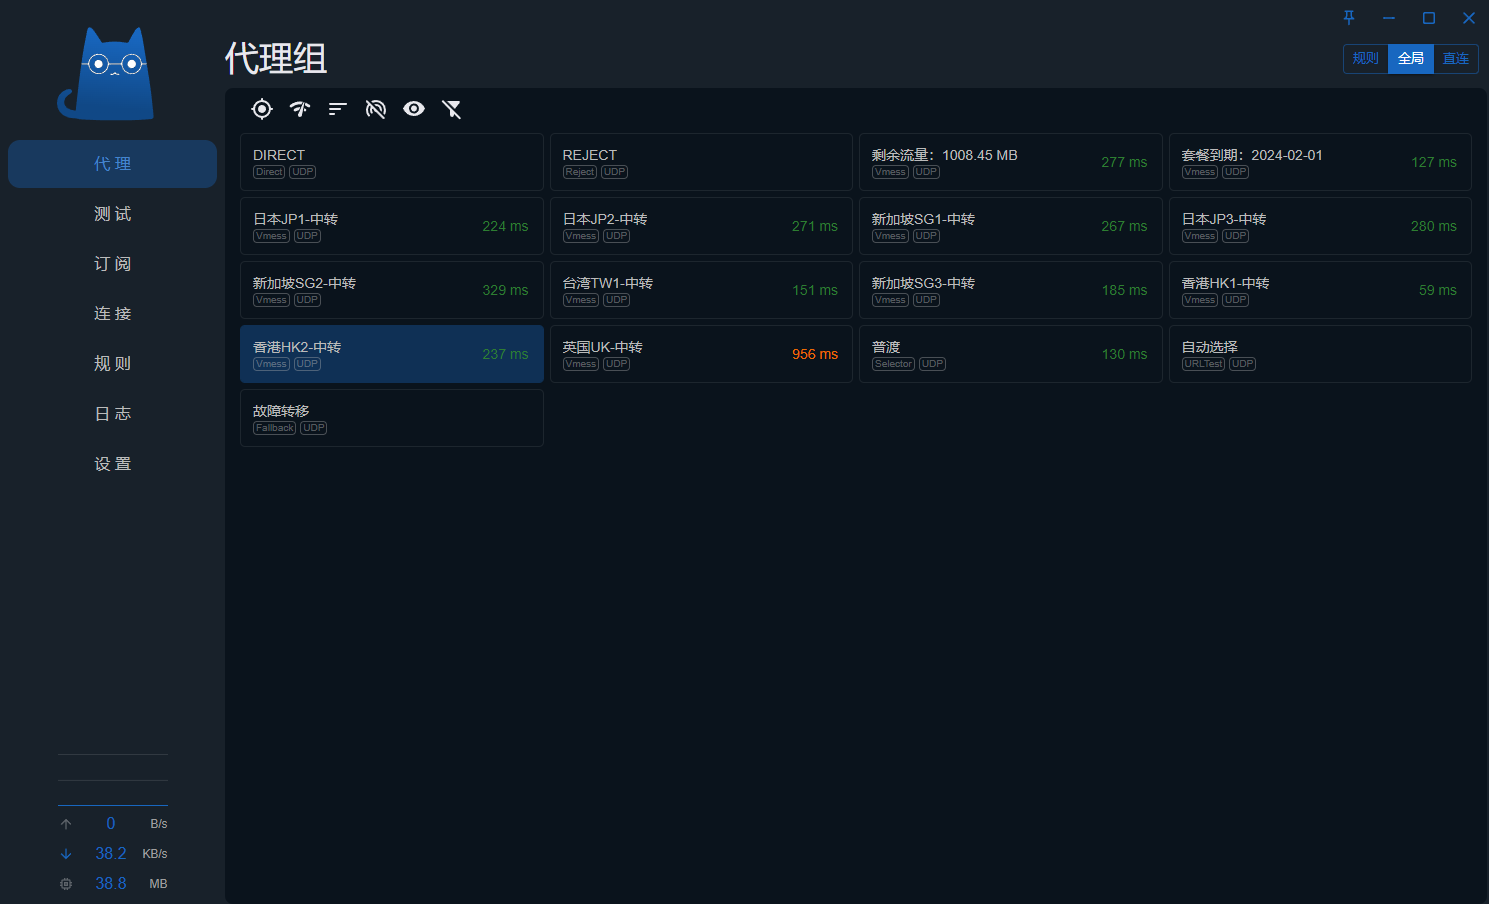 代理组
规则 全局 直连
代 理
测 试
订 阅
连 接
规 则
日 志
设 置
DIRECT
Direct UDP
REJECT
Reject UDP
剩余流量：1008.45 MB
Vmess UDP
277 ms
套餐到期：2024-02-01
Vmess UDP
127 ms
日本JP1-中转
Vmess UDP
224 ms
日本JP2-中转
Vmess UDP
271 ms
新加坡SG1-中转
Vmess UDP
267 ms
日本JP3-中转
Vmess UDP
280 ms
新加坡SG2-中转
Vmess UDP
329 ms
台湾TW1-中转
Vmess UDP
151 ms
新加坡SG3-中转
Vmess UDP
185 ms
香港HK1-中转
Vmess UDP
59 ms
香港HK2-中转
Vmess UDP
237 ms
英国UK-中转
Vmess UDP
956 ms
普渡
Selector UDP
130 ms
自动选择
URLTest UDP
故障转移
Fallback UDP
0 B/s
38.2 KB/s
38.8 MB